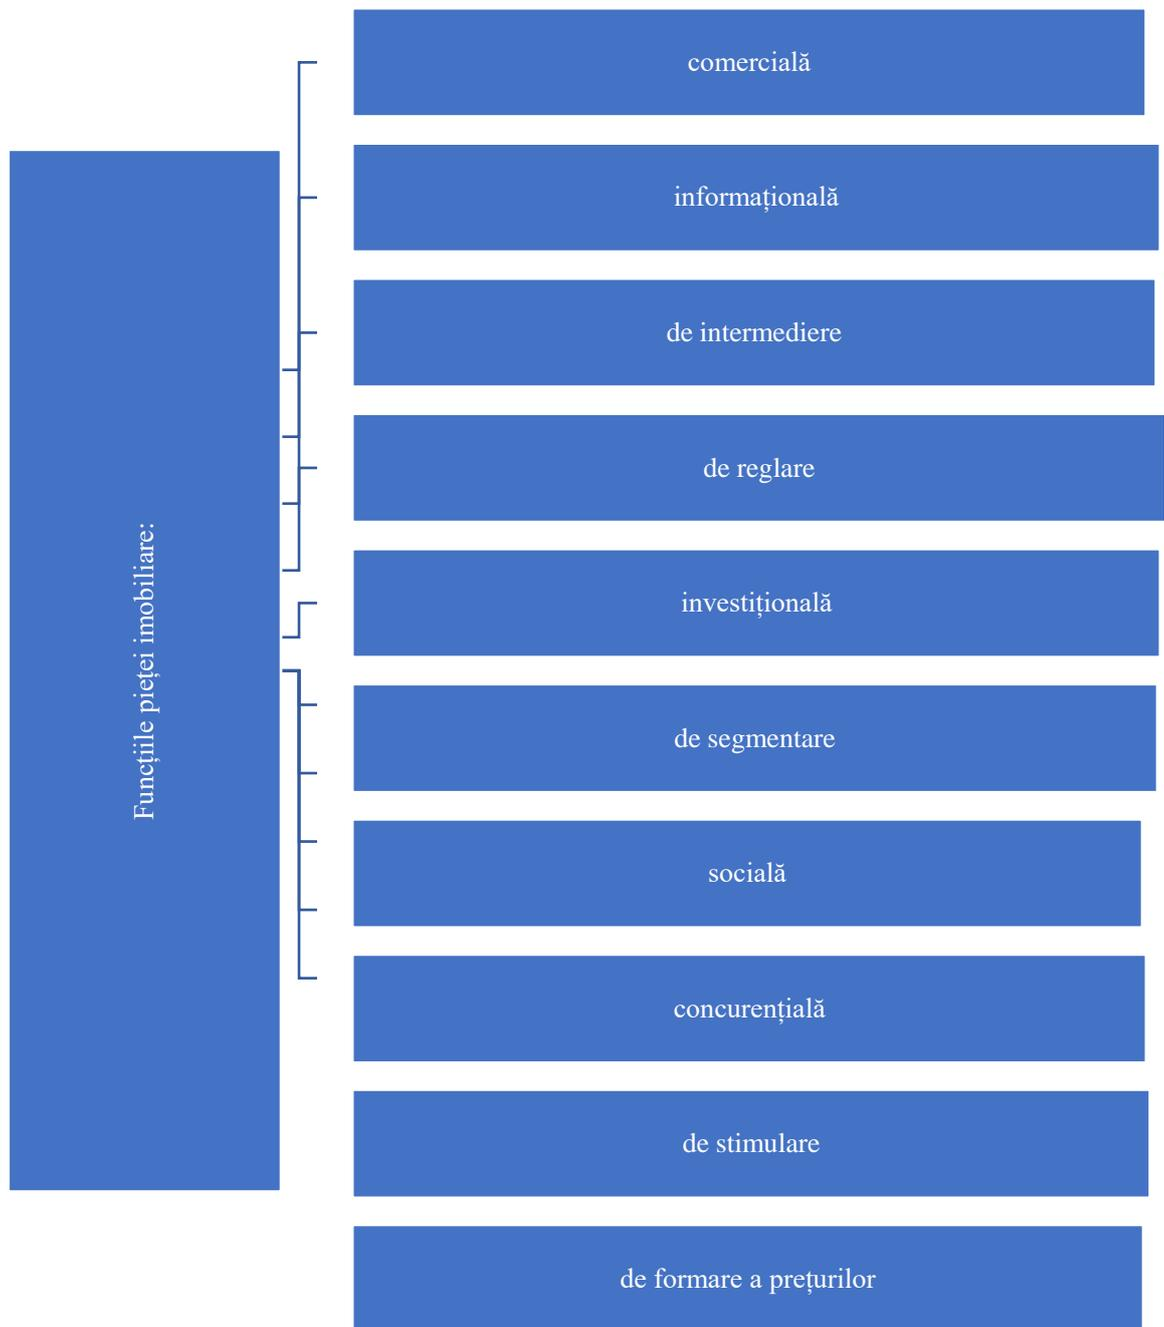 Funcțiile pieței imobiliare:
comercială
informațională
de intermediere
de reglare
investițională
de segmentare
socială
concurențială
de stimulare
de formare a prețurilor